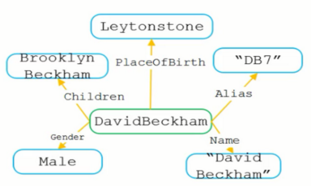 Leytonstone
Brooklyn
Beckham
PlaceOfBirth
“DB7”
Children
Alias
DavidBeckham
Gender
Name
Male
“David
Beckham”